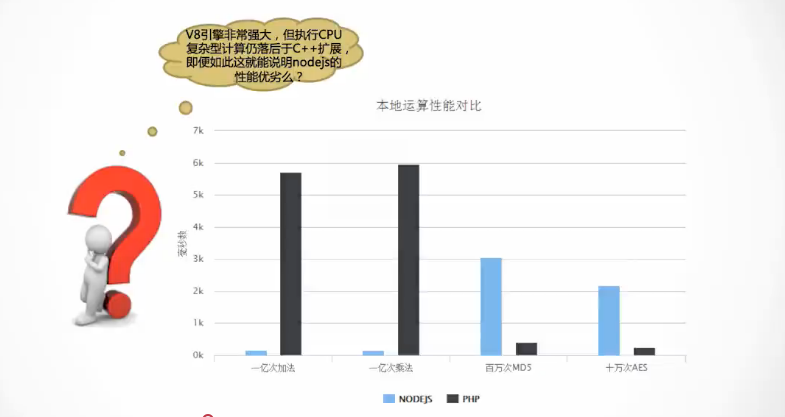 V8引擎非常强大，但执行CPU
复杂型计算仍落后于C++扩展，
即便如此这就能说明nodejs的
性能优劣么？
本地运算性能对比
7k
6k
5k
4k
3k
2k
1k
0k
毫秒数
一亿次加法
一亿次乘法
百万次MD5
十万次AES
NODEJS
PHP